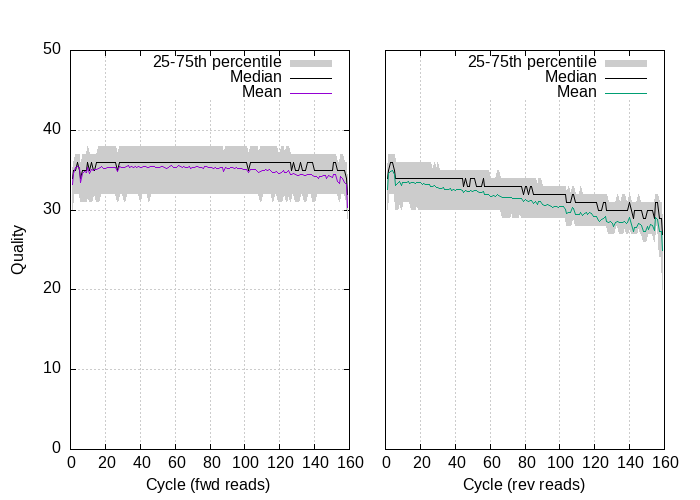 50
40
30
20
10
0
Quality
25-75th percentile
Median
Mean
0 20 40 60 80 100 120 140 160
Cycle (fwd reads)
25-75th percentile
Median
Mean
0 20 40 60 80 100 120 140 160
Cycle (rev reads)